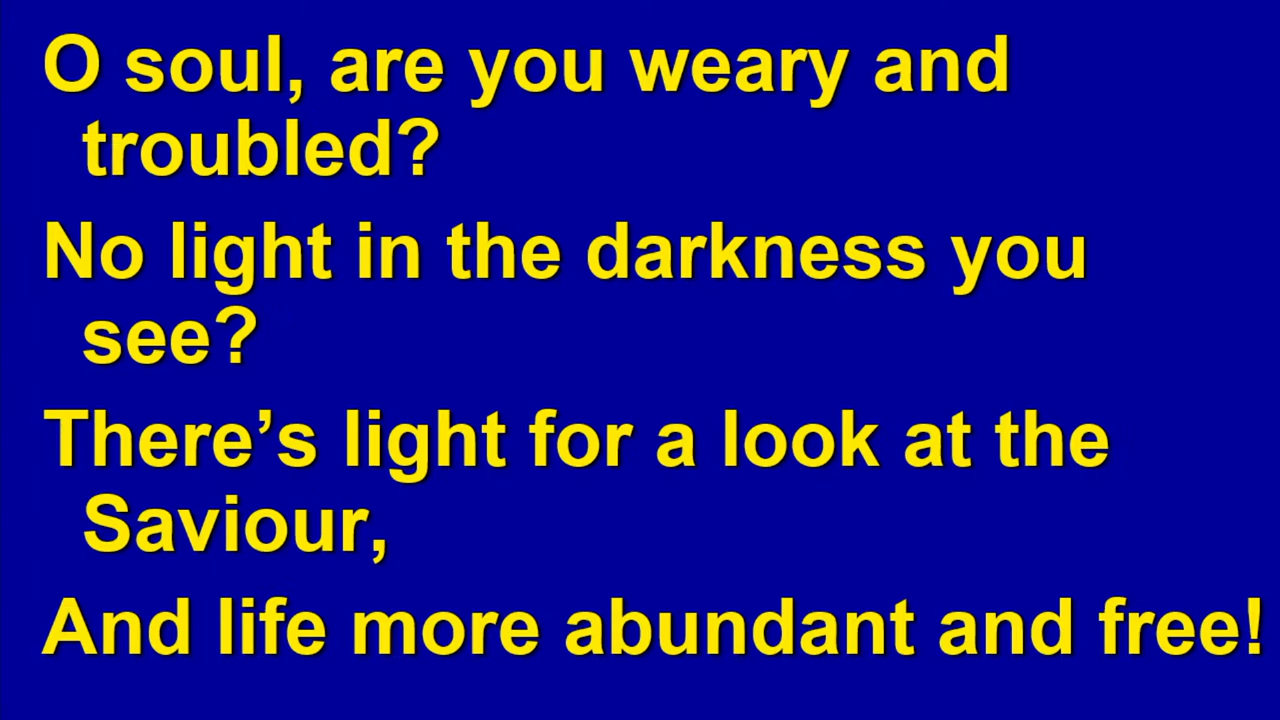 O soul, are you weary and
troubled?
No light in the darkness you
see?
There’s light for a look at the
Saviour,
And life more abundant and free!